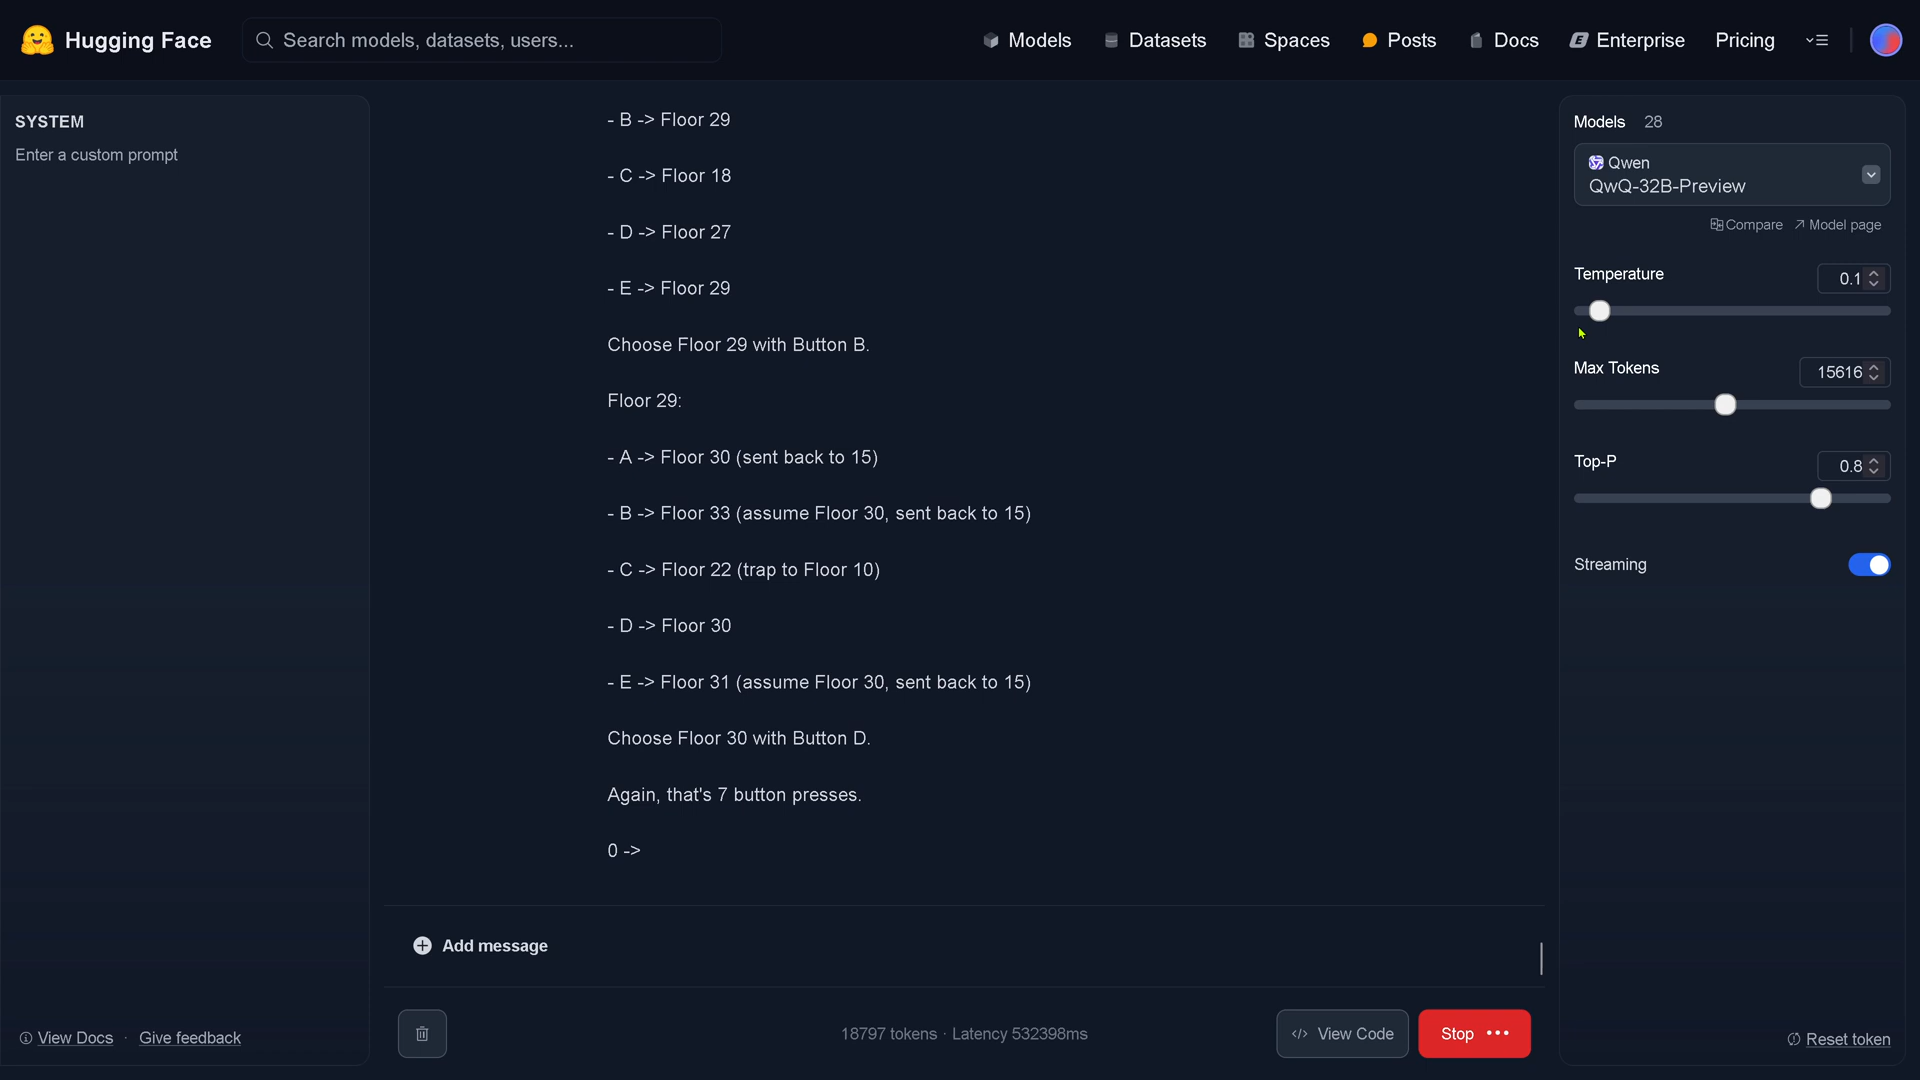 Hugging Face
Search models, datasets, users...
Models
Datasets
Spaces
Posts
Docs
Enterprise
Pricing
SYSTEM
Enter a custom prompt
- B -> Floor 29
- C -> Floor 18
- D -> Floor 27
- E -> Floor 29
Choose Floor 29 with Button B.
Floor 29:
- A -> Floor 30 (sent back to 15)
- B -> Floor 33 (assume Floor 30, sent back to 15)
- C -> Floor 22 (trap to Floor 10)
- D -> Floor 30
- E -> Floor 31 (assume Floor 30, sent back to 15)
Choose Floor 30 with Button D.
Again, that's 7 button presses.
0 ->
Add message
18797 tokens · Latency 532398ms
View Code
Stop
View Docs · Give feedback
Models 28
Qwen
QwQ-32B-Preview
Compare
Model page
Temperature 0.1
Max Tokens 15616
Top-P 0.8
Streaming
Reset token